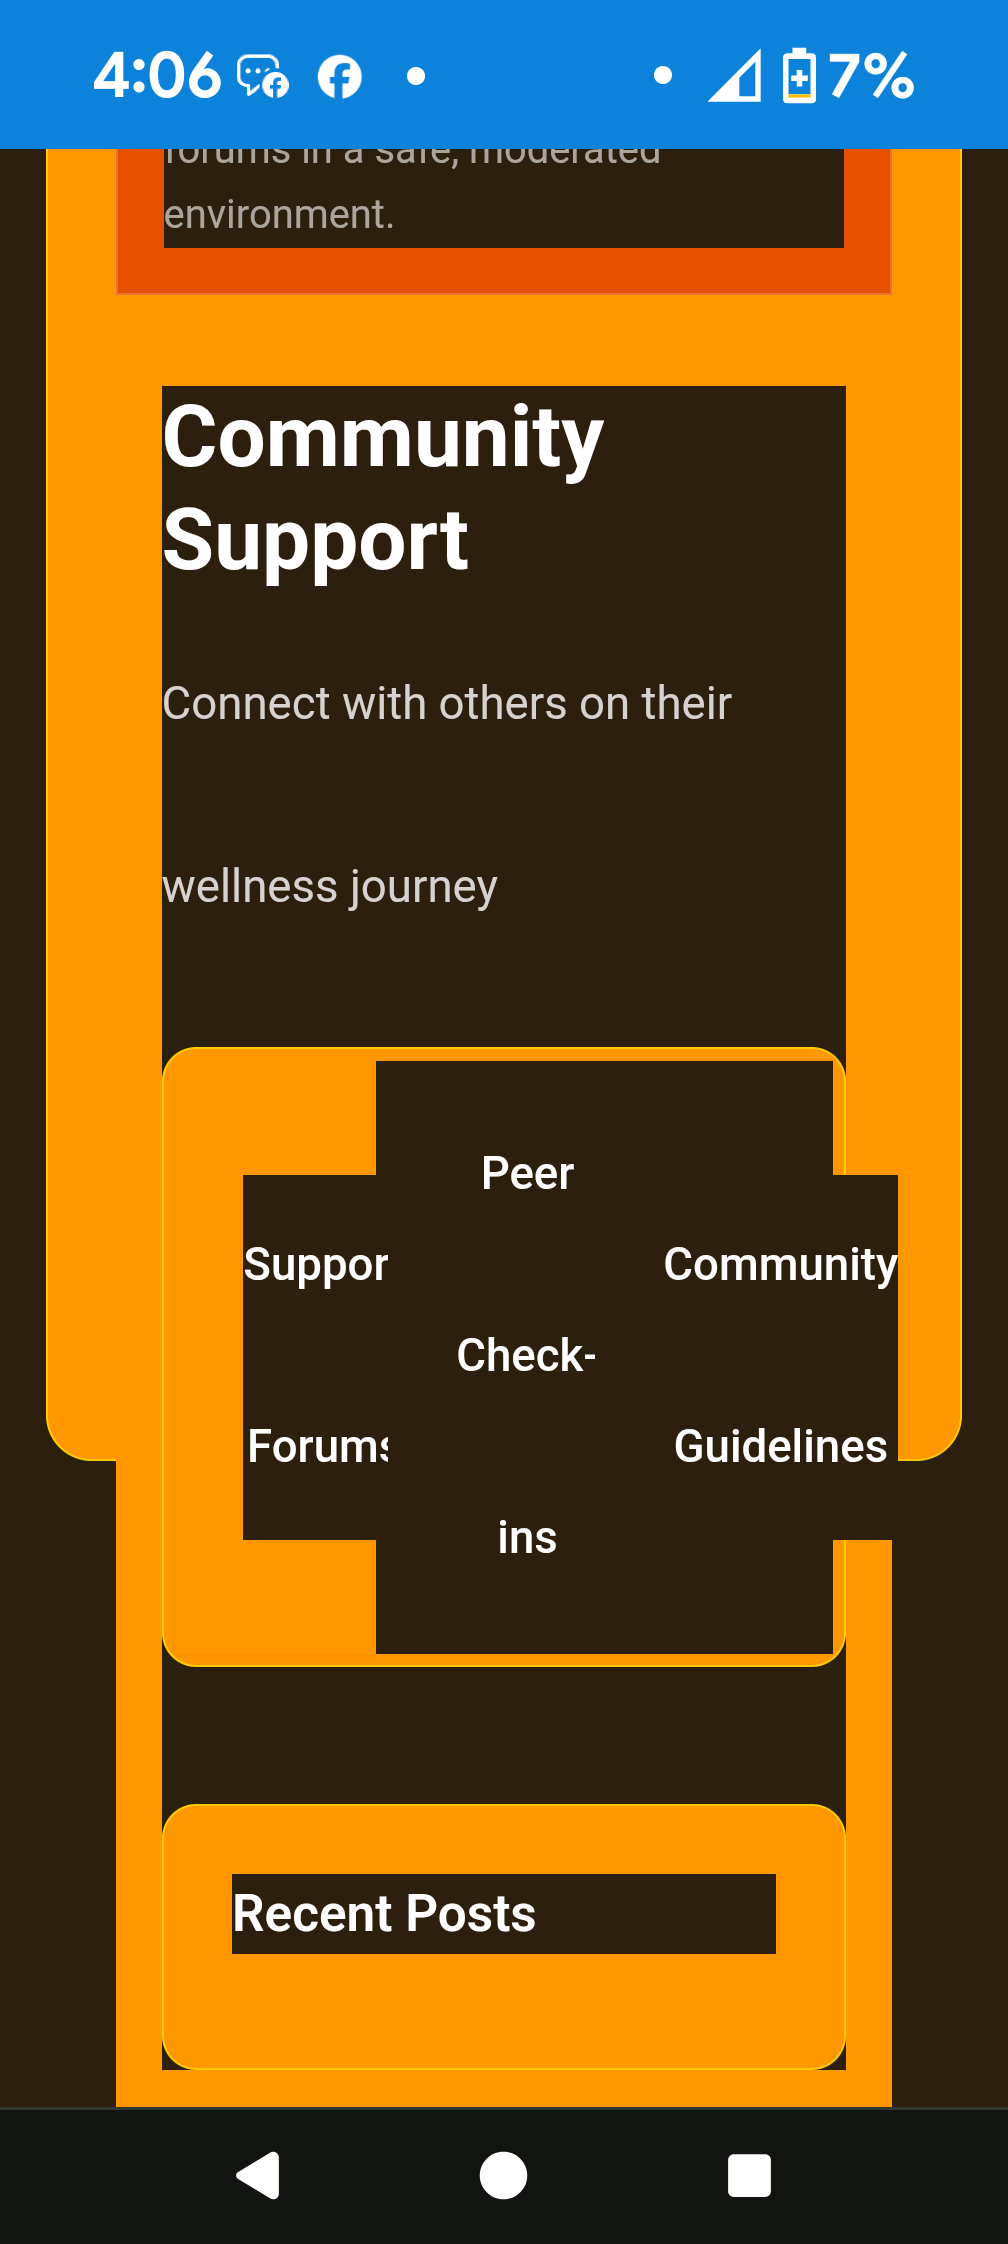 4:06 7%
forums in a safe, moderated
environment.
Community
Support
Connect with others on their
wellness journey
Peer
Suppor Community
Check-
Forums Guidelines
ins
Recent Posts